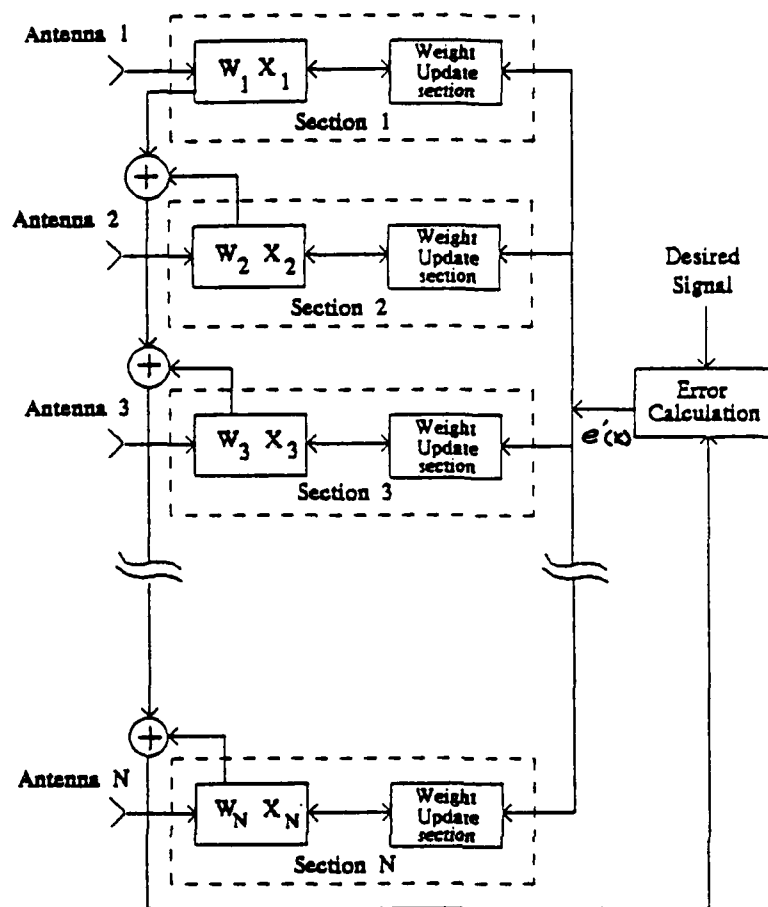 Antenna 1
W1 X1
Weight
Update
section
Section 1
+
Antenna 2
W2 X2
Weight
Update
section
Section 2
Desired
Signal
+
Antenna 3
W3 X3
Weight
Update
section
Section 3
Error
Calculation
e'(x)
+
Antenna N
WN XN
Weight
Update
section
Section N